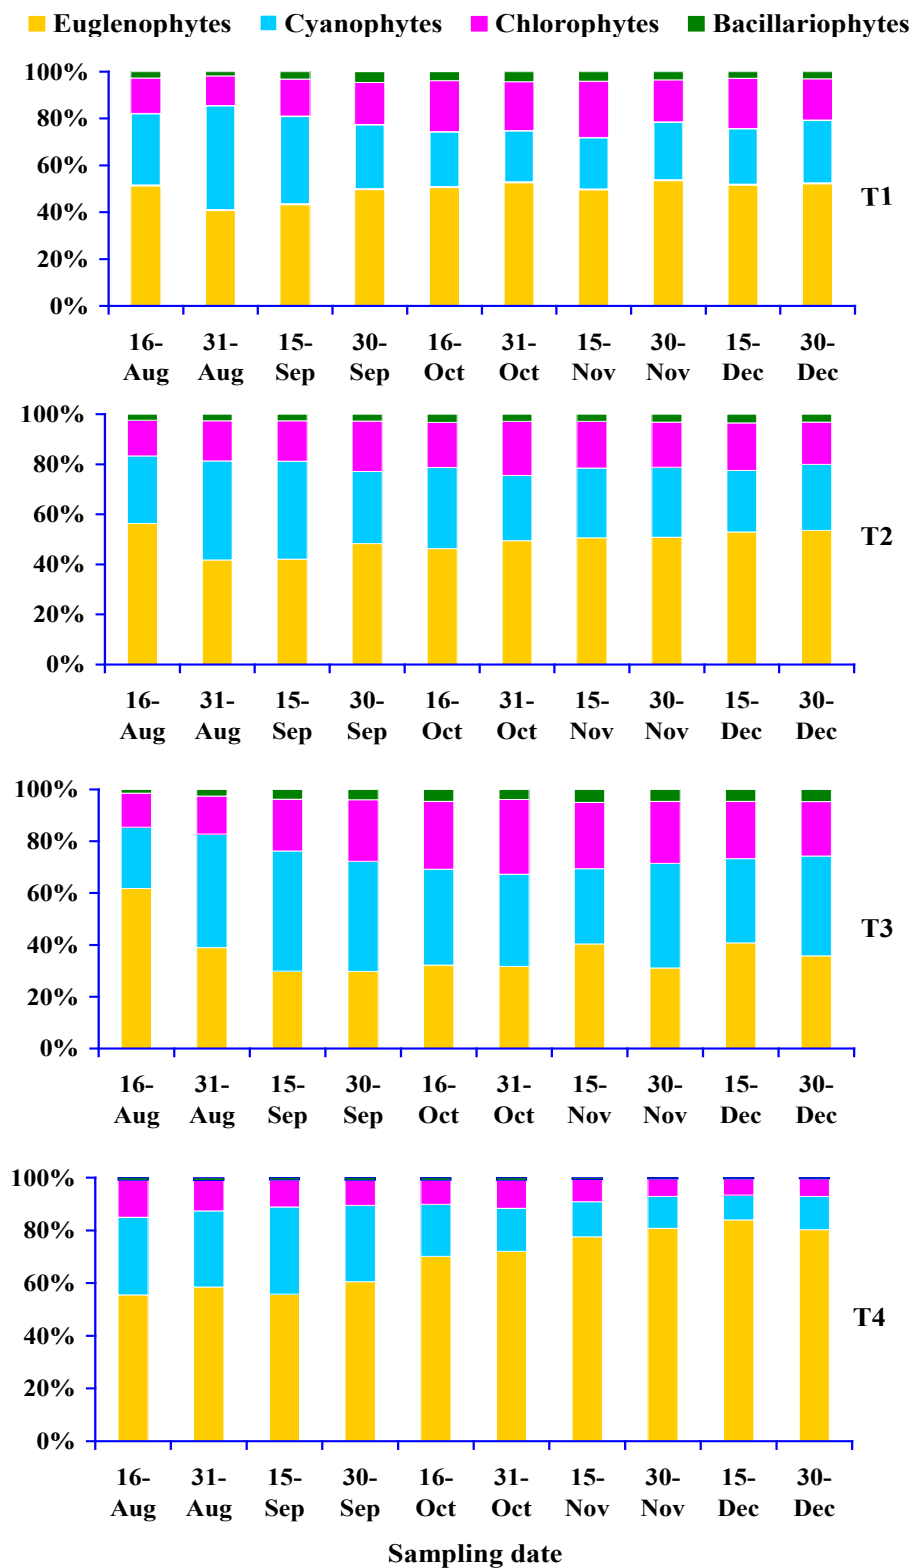 Euglenophytes Cyanophytes Chlorophytes Bacillariophytes
100%
80%
60%
40%
20%
0%
T1
16- 31- 15- 30- 16- 31- 15- 30- 15- 30-
Aug Aug Sep Sep Oct Oct Nov Nov Dec Dec
100%
80%
60%
40%
20%
0%
T2
16- 31- 15- 30- 16- 31- 15- 30- 15- 30-
Aug Aug Sep Sep Oct Oct Nov Nov Dec Dec
100%
80%
60%
40%
20%
0%
T3
16- 31- 15- 30- 16- 31- 15- 30- 15- 30-
Aug Aug Sep Sep Oct Oct Nov Nov Dec Dec
100%
80%
60%
40%
20%
0%
T4
16- 31- 15- 30- 16- 31- 15- 30- 15- 30-
Aug Aug Sep Sep Oct Oct Nov Nov Dec Dec
Sampling date